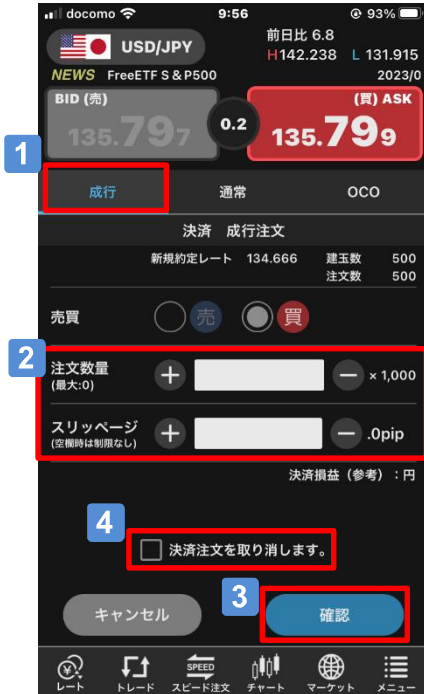 docomo 9:56 93%
USD/JPY 前日比 6.8
H142.238 L 131.915
NEWS FreeETF S & P500 2023/0
BID (売) (買) ASK
135.797 0.2 135.799
1
成行 通常 OCO
決済 成行注文
新規約定レート 134.666 建玉数 500
注文数 500
売買 売 買
2
注文数量 + − × 1,000
(最大:0)
スリッページ + − .0pip
(空欄時は制限なし)
決済損益（参考）：円
4
決済注文を取り消します。
3
キャンセル 確認
SPEED
レート トレード スピード注文 チャート マーケット メニュー